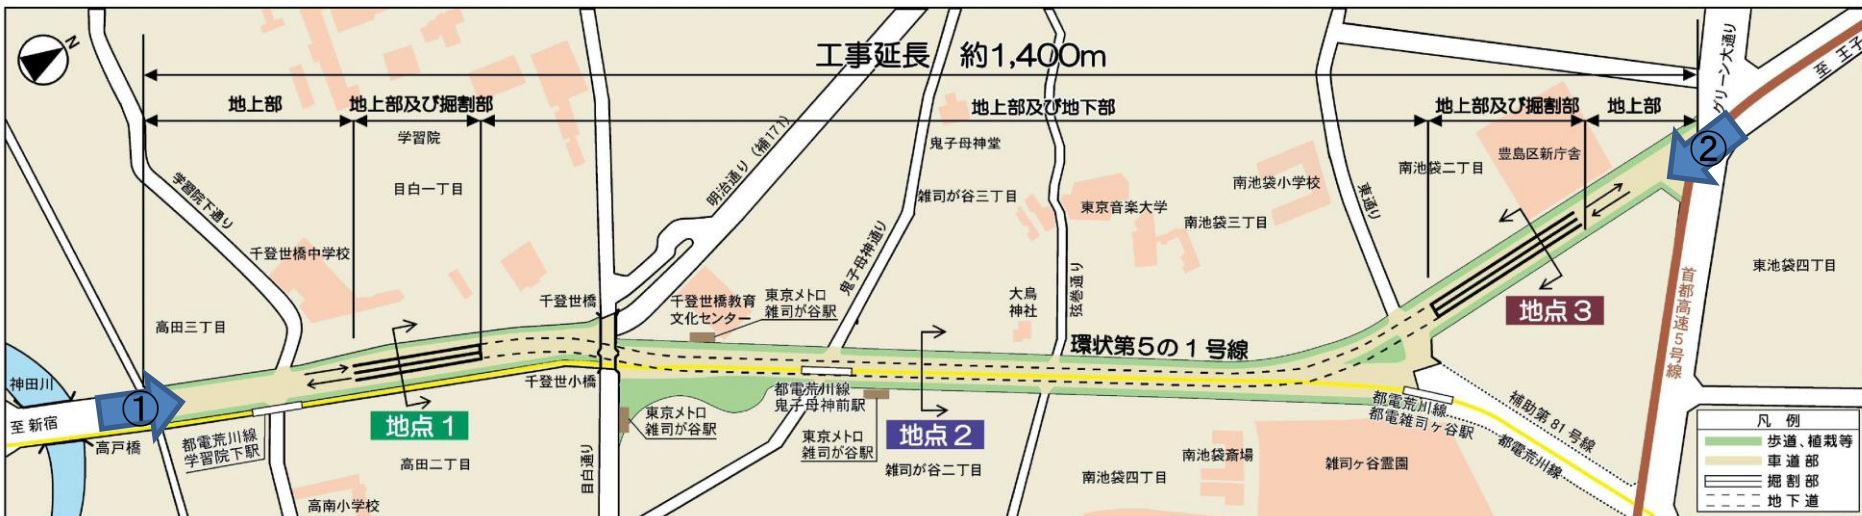 N
工事延長 約1,400m
地上部
地上部及び掘割部
地上部及び地下部
地上部及び掘割部
地上部
グリーン大通り
至 王子
学習院
目白一丁目
学習院下通り
千登世橋中学校
高田三丁目
明治通り(補171)
鬼子母神堂
雑司が谷三丁目
東京音楽大学
南池袋小学校
南池袋三丁目
東通り
南池袋二丁目
豊島区新庁舎
②
東池袋四丁目
首都高速5号線
千登世橋
千登世橋教育
文化センター
東京メトロ
雑司が谷駅
鬼子母神通り
大鳥
神社
弦巻通り
環状第5の1号線
地点3
神田川
至 新宿
①
高戸橋
都電荒川線
学習院下駅
地点1
高田二丁目
高南小学校
千登世小橋
目白通り
東京メトロ
雑司が谷駅
都電荒川線
鬼子母神前駅
東京メトロ
雑司が谷駅
地点2
雑司が谷二丁目
南池袋四丁目
南池袋斎場
雑司ヶ谷霊園
都電荒川線
都電雑司ヶ谷駅
補助第81号線
都電荒川線
凡 例
歩道、植栽等
車道部
掘割部
地下道